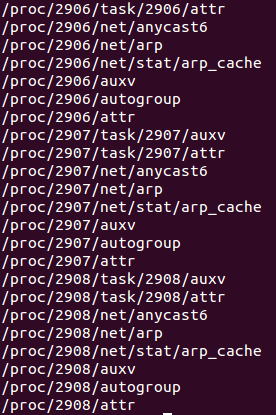 /proc/2906/task/2906/attr
/proc/2906/net/anycast6
/proc/2906/net/arp
/proc/2906/net/stat/arp_cache
/proc/2906/auxv
/proc/2906/autogroup
/proc/2906/attr
/proc/2907/task/2907/auxv
/proc/2907/task/2907/attr
/proc/2907/net/anycast6
/proc/2907/net/arp
/proc/2907/net/stat/arp_cache
/proc/2907/auxv
/proc/2907/autogroup
/proc/2907/attr
/proc/2908/task/2908/auxv
/proc/2908/task/2908/attr
/proc/2908/net/anycast6
/proc/2908/net/arp
/proc/2908/net/stat/arp_cache
/proc/2908/auxv
/proc/2908/autogroup
/proc/2908/attr